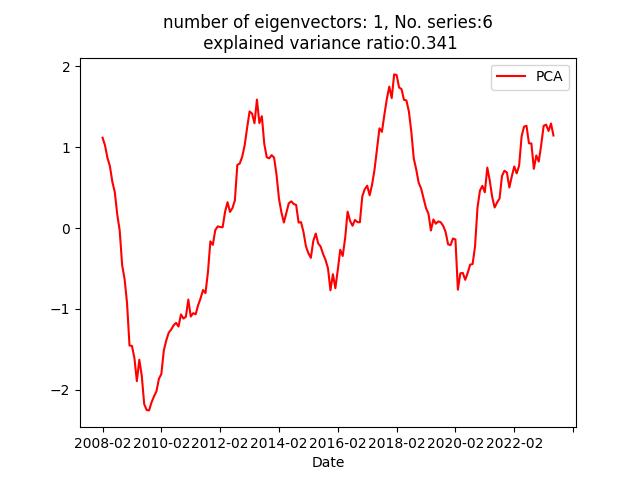 number of eigenvectors: 1, No. series:6
explained variance ratio:0.341
PCA
2
1
0
−1
−2
2008-02 2010-02 2012-02 2014-02 2016-02 2018-02 2020-02 2022-02
Date